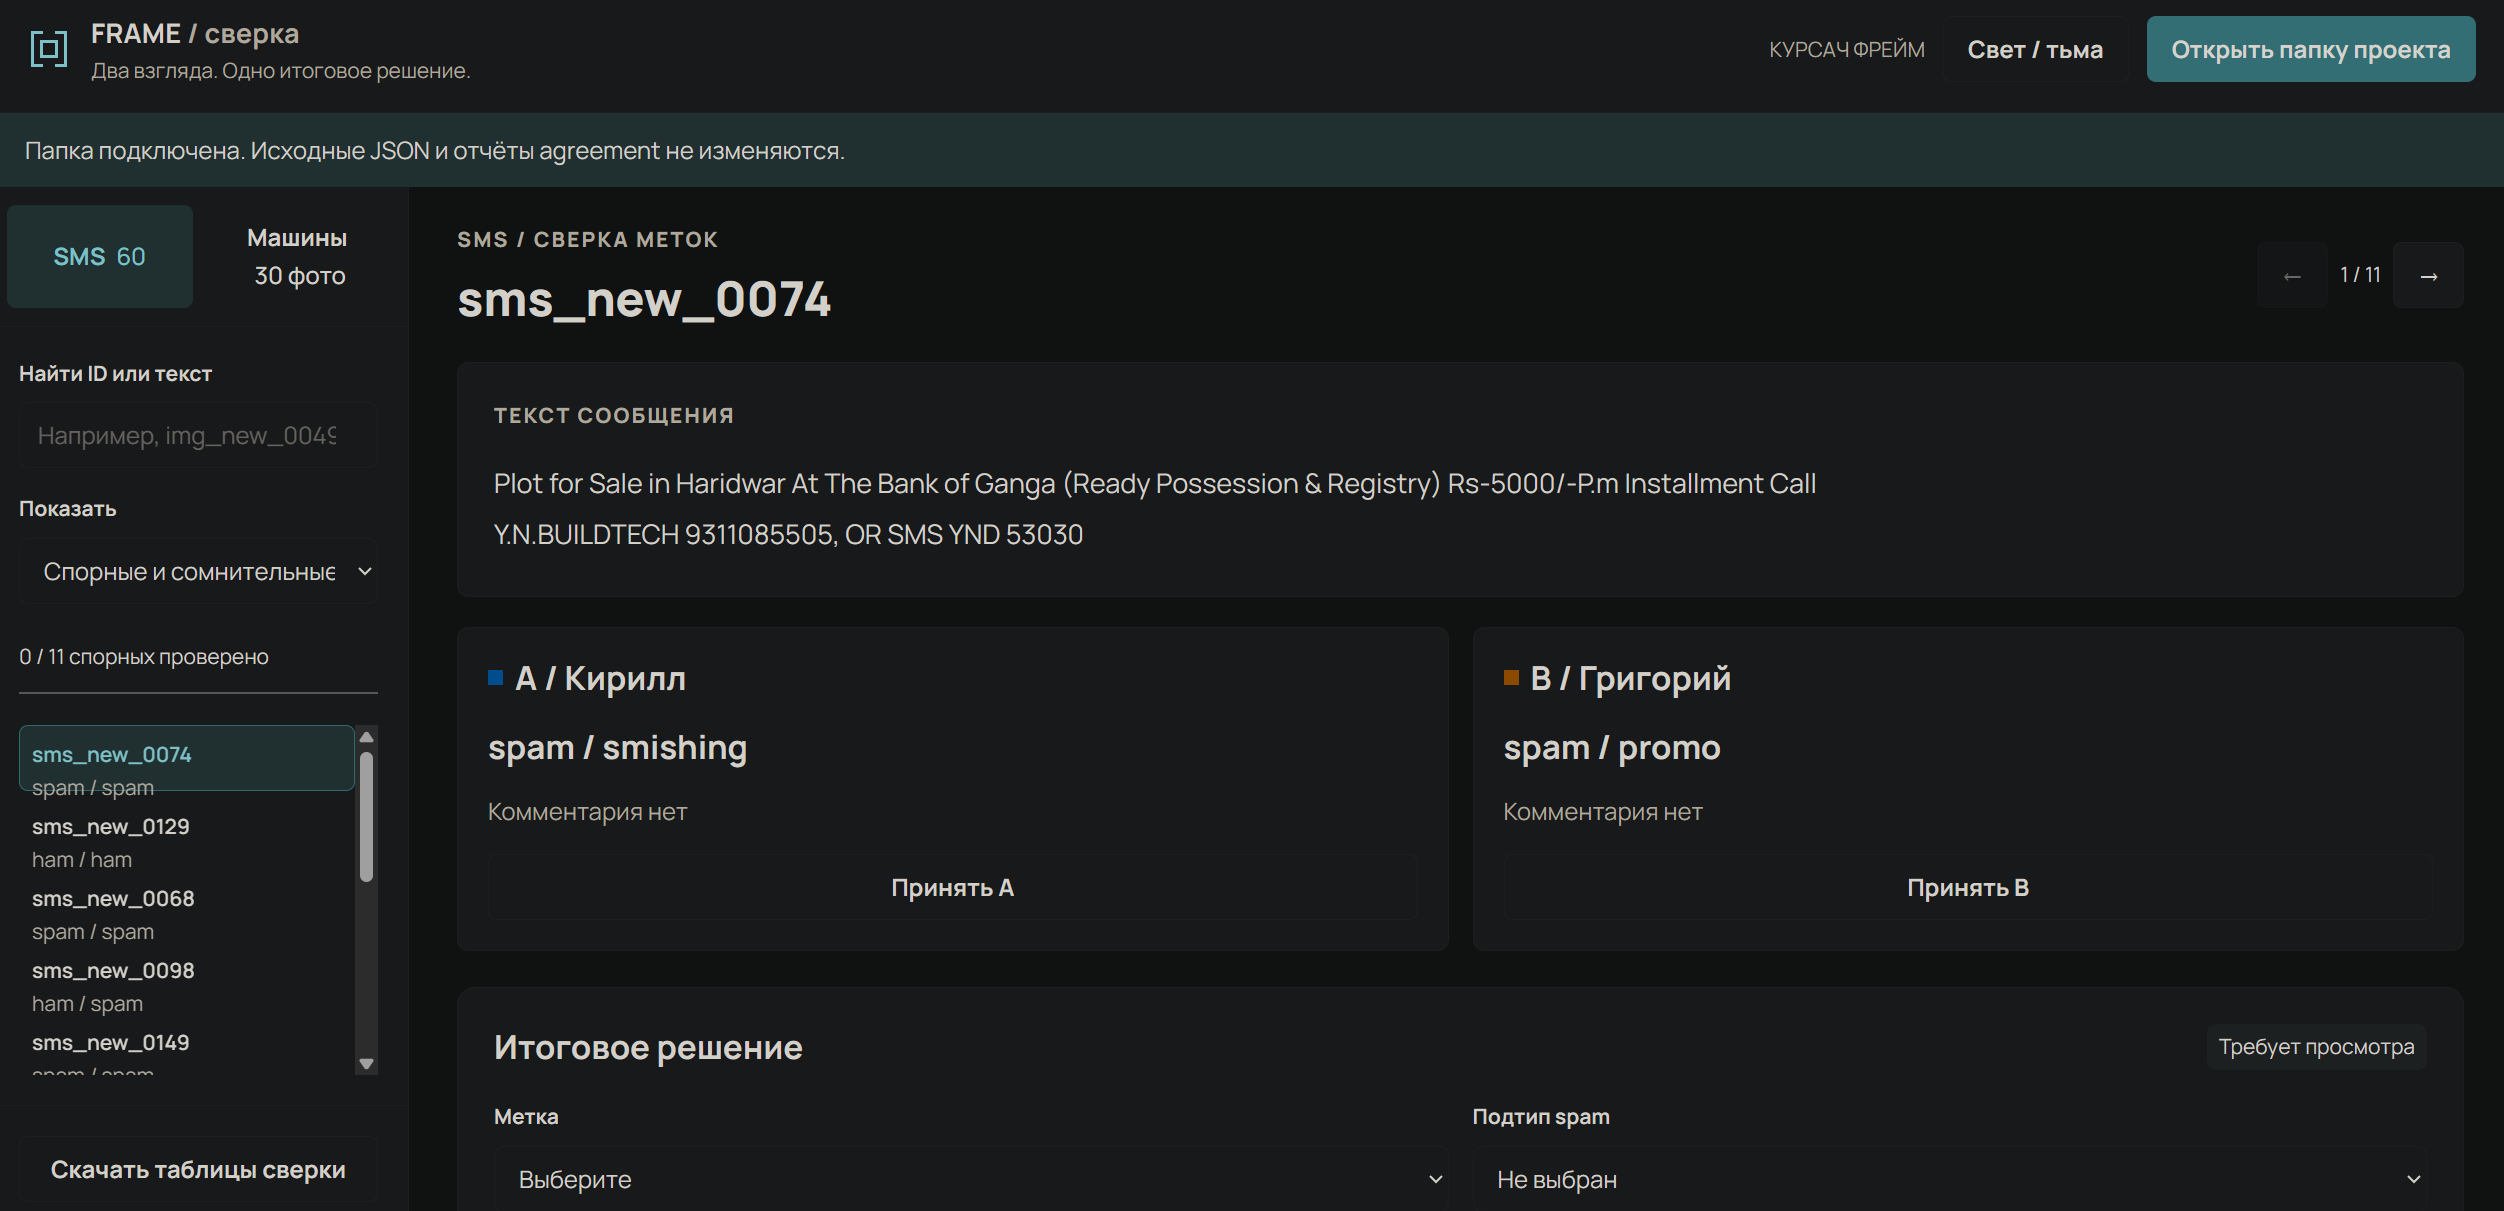 FRAME / сверка
Два взгляда. Одно итоговое решение.
КУРСАЧ ФРЕЙМ
Свет / тьма
Открыть папку проекта
Папка подключена. Исходные JSON и отчёты agreement не изменяются.
SMS 60
Машины
30 фото
Найти ID или текст
Например, img_new_0049
Показать
Спорные и сомнительные
0 / 11 спорных проверено
sms_new_0074
spam / spam
sms_new_0129
ham / ham
sms_new_0068
spam / spam
sms_new_0098
ham / spam
sms_new_0149
spam / spam
Скачать таблицы сверки
SMS / СВЕРКА МЕТОК
sms_new_0074
←
1 / 11
→
ТЕКСТ СООБЩЕНИЯ
Plot for Sale in Haridwar At The Bank of Ganga (Ready Possession & Registry) Rs-5000/-P.m Installment Call
Y.N.BUILDTECH 9311085505, OR SMS YND 53030
A / Кирилл
spam / smishing
Комментария нет
Принять A
B / Григорий
spam / promo
Комментария нет
Принять B
Итоговое решение
Требует просмотра
Метка
Выберите
Подтип spam
Не выбран